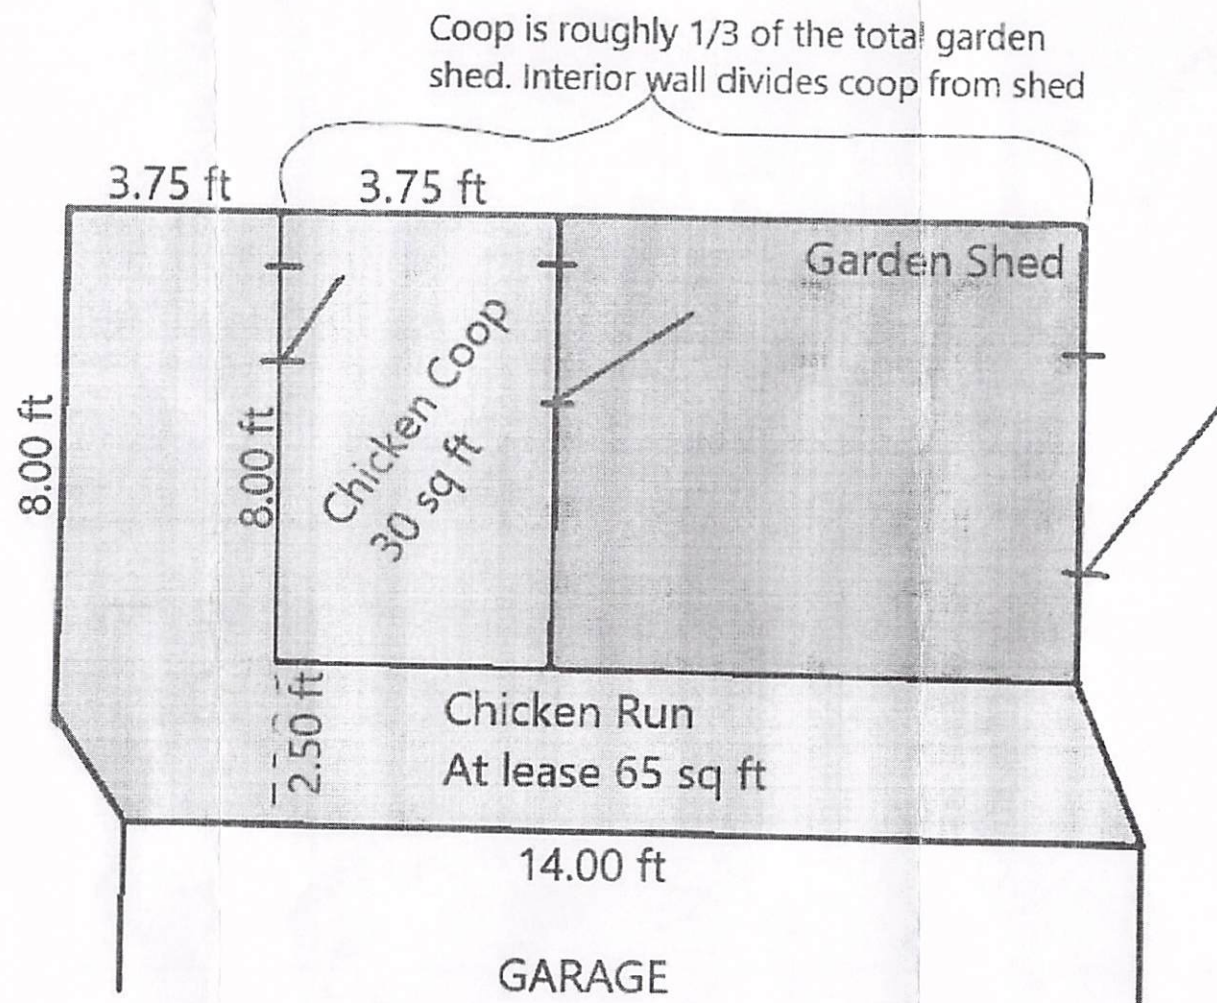 Coop is roughly 1/3 of the total garden
shed. Interior wall divides coop from shed
3.75 ft
3.75 ft
Garden Shed
8.00 ft
8.00 ft
Chicken Coop
30 sq ft
2.50 ft
Chicken Run
At lease 65 sq ft
14.00 ft
GARAGE